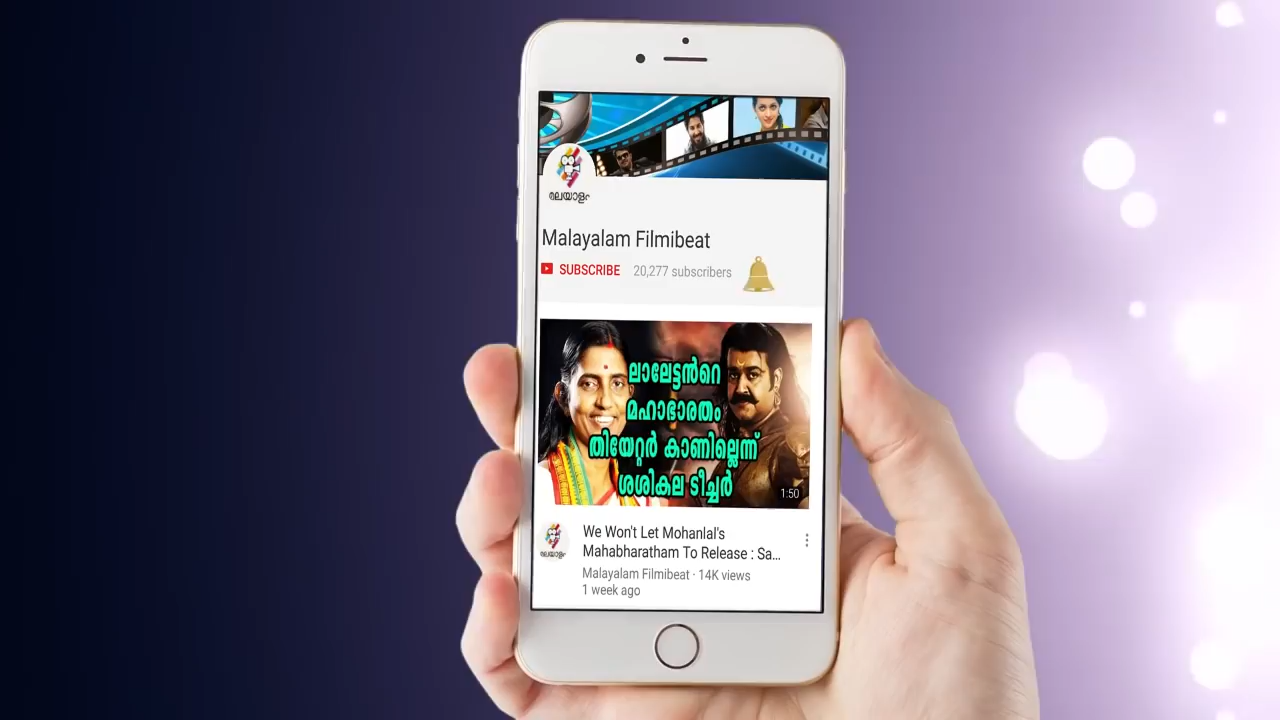 മലയാളം
Malayalam Filmibeat
SUBSCRIBE 20,277 subscribers
ലാലേട്ടൻറെ
മഹാഭാരതം
തിയേറ്റർ കാണില്ലെന്ന്
ശശികല ടീച്ചർ
1:50
We Won't Let Mohanlal's
മലയാളം
Mahabharatham To Release : Sa...
Malayalam Filmibeat · 14K views
1 week ago